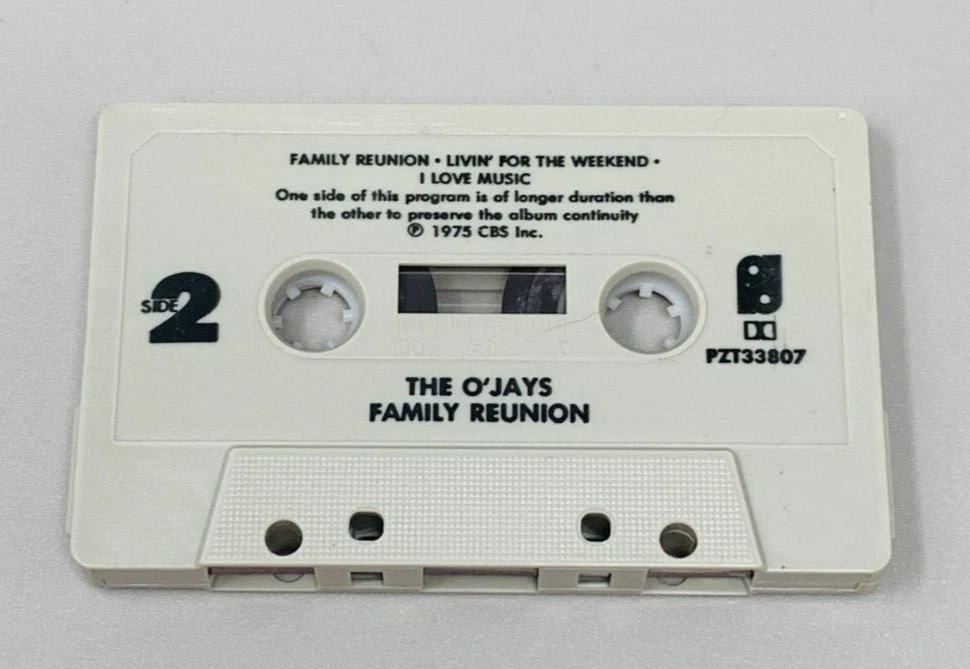 FAMILY REUNION • LIVIN' FOR THE WEEKEND •
I LOVE MUSIC
One side of this program is of longer duration than
the other to preserve the album continuity
℗ 1975 CBS Inc.
SIDE 2
PZT33807
THE O'JAYS
FAMILY REUNION